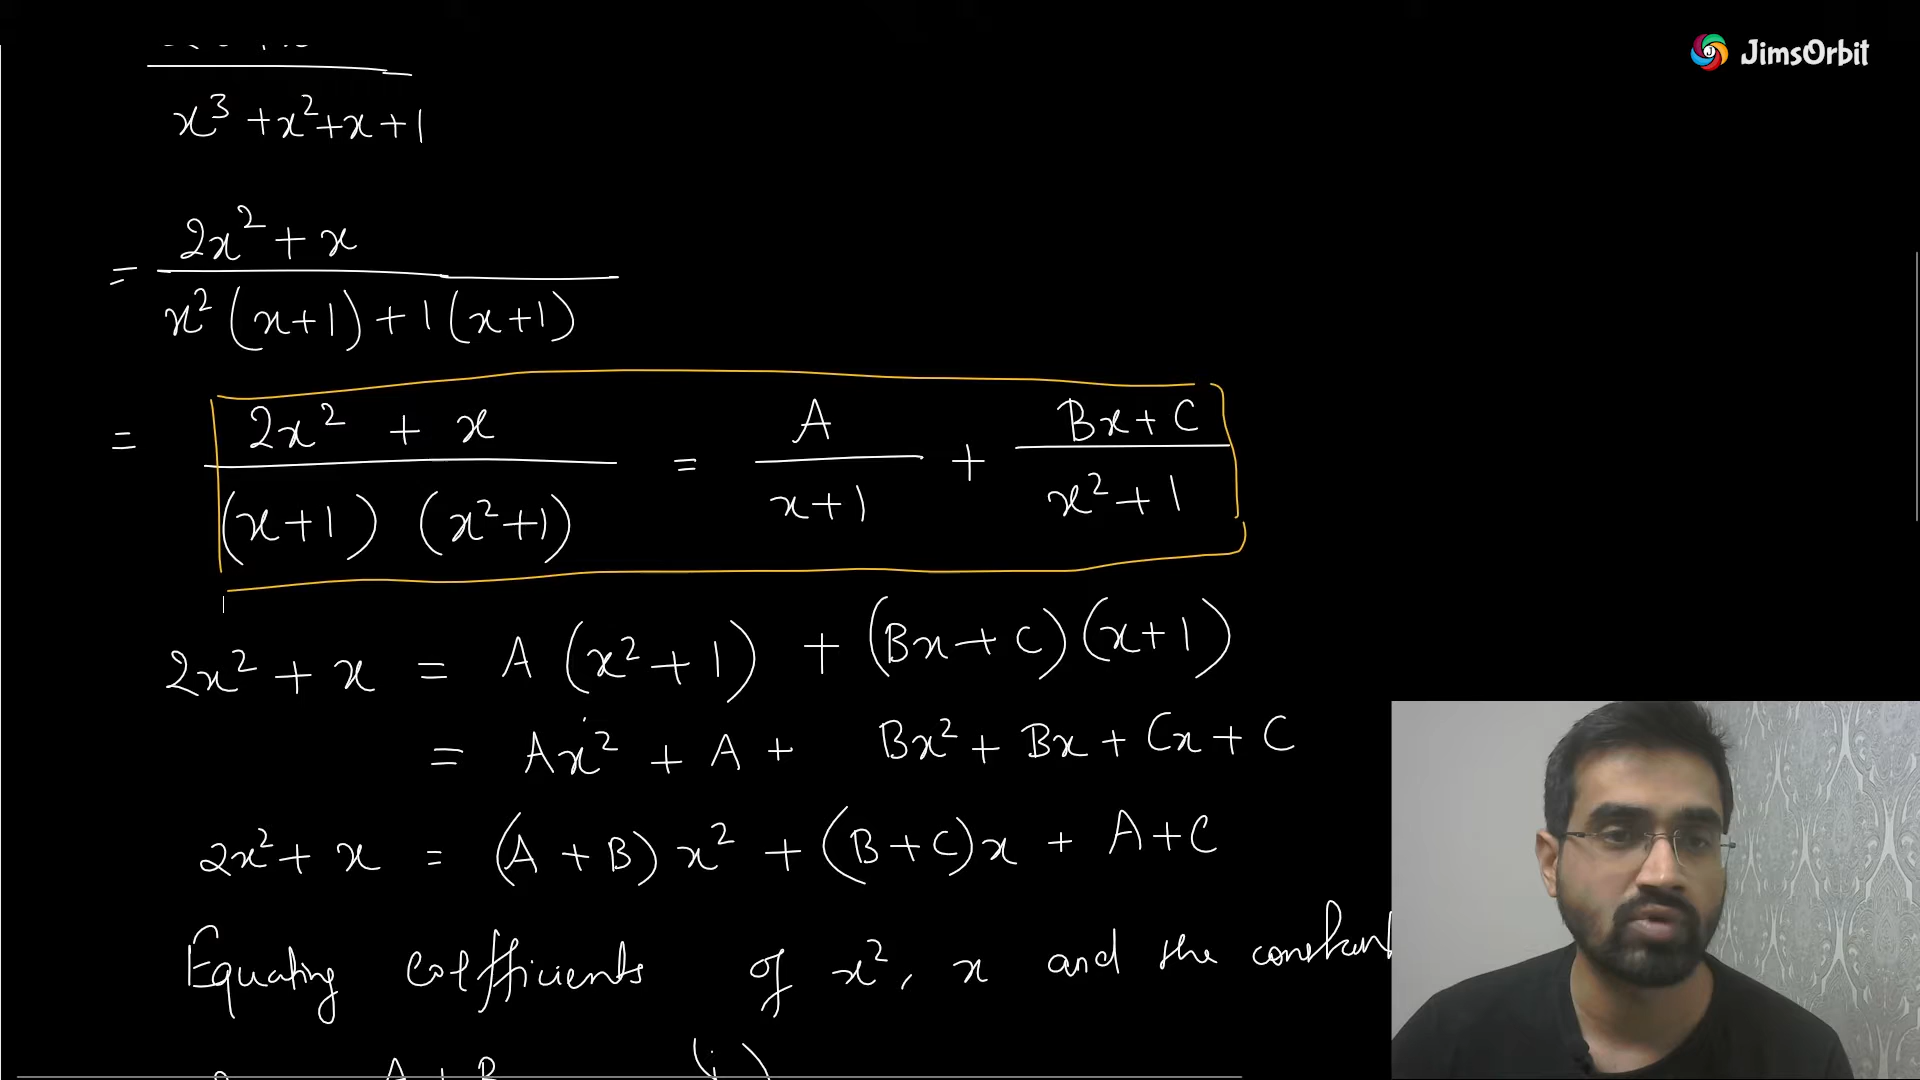 JimsOrbit
x³ + x² + x + 1
= 2x² + x / x² (x+1) + 1 (x+1)
= 2x² + x / (x+1) (x²+1) = A / x+1 + Bx + C / x² + 1
2x² + x = A (x² + 1) + (Bx + C) (x+1)
= Ax² + A + Bx² + Bx + Cx + C
2x² + x = (A + B) x² + (B + C) x + A + C
Equating coefficients of x², x and the constant